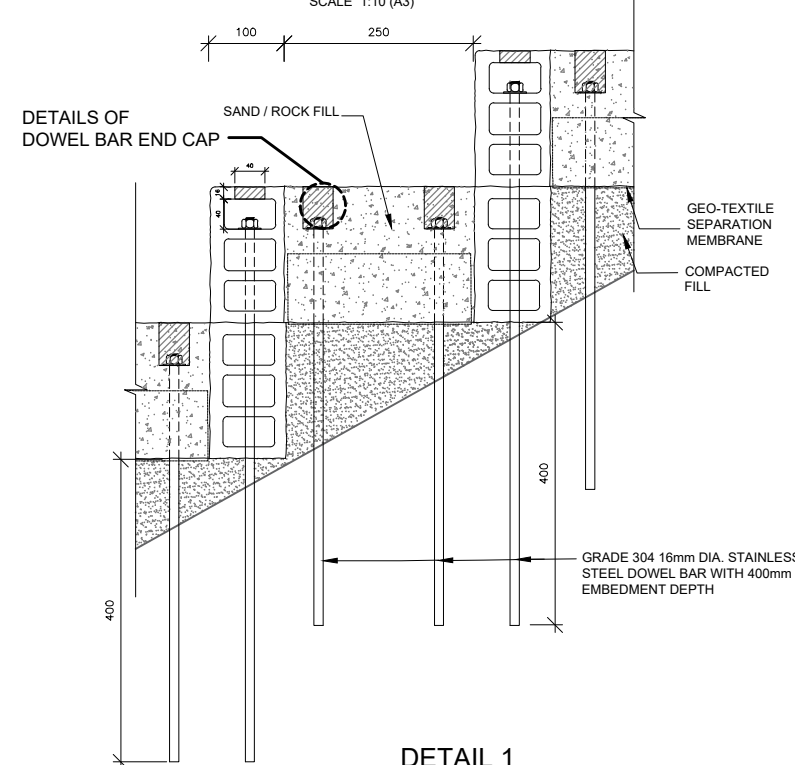 SCALE 1:10 (A3)
100
250
DETAILS OF
DOWEL BAR END CAP
SAND / ROCK FILL
40
16
40
GEO-TEXTILE
SEPARATION
MEMBRANE
COMPACTED
FILL
400
GRADE 304 16mm DIA. STAINLESS
STEEL DOWEL BAR WITH 400mm
EMBEDMENT DEPTH
400
DETAIL 1